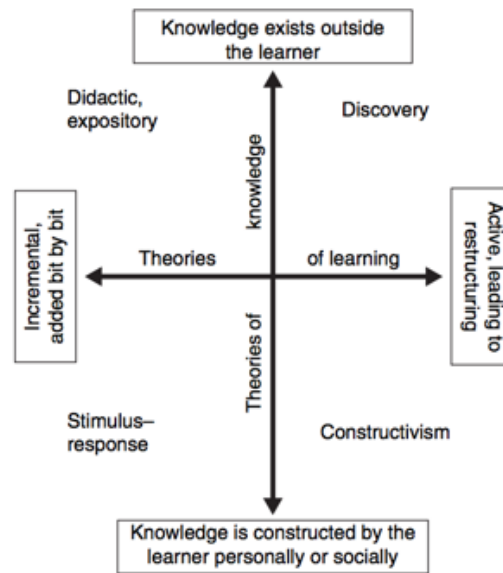 Knowledge exists outside
the learner
Didactic,
expository
Discovery
knowledge
Incremental,
added bit by bit
Theories
of learning
Active, leading to
restructuring
Theories of
Stimulus–
response
Constructivism
Knowledge is constructed by the
learner personally or socially